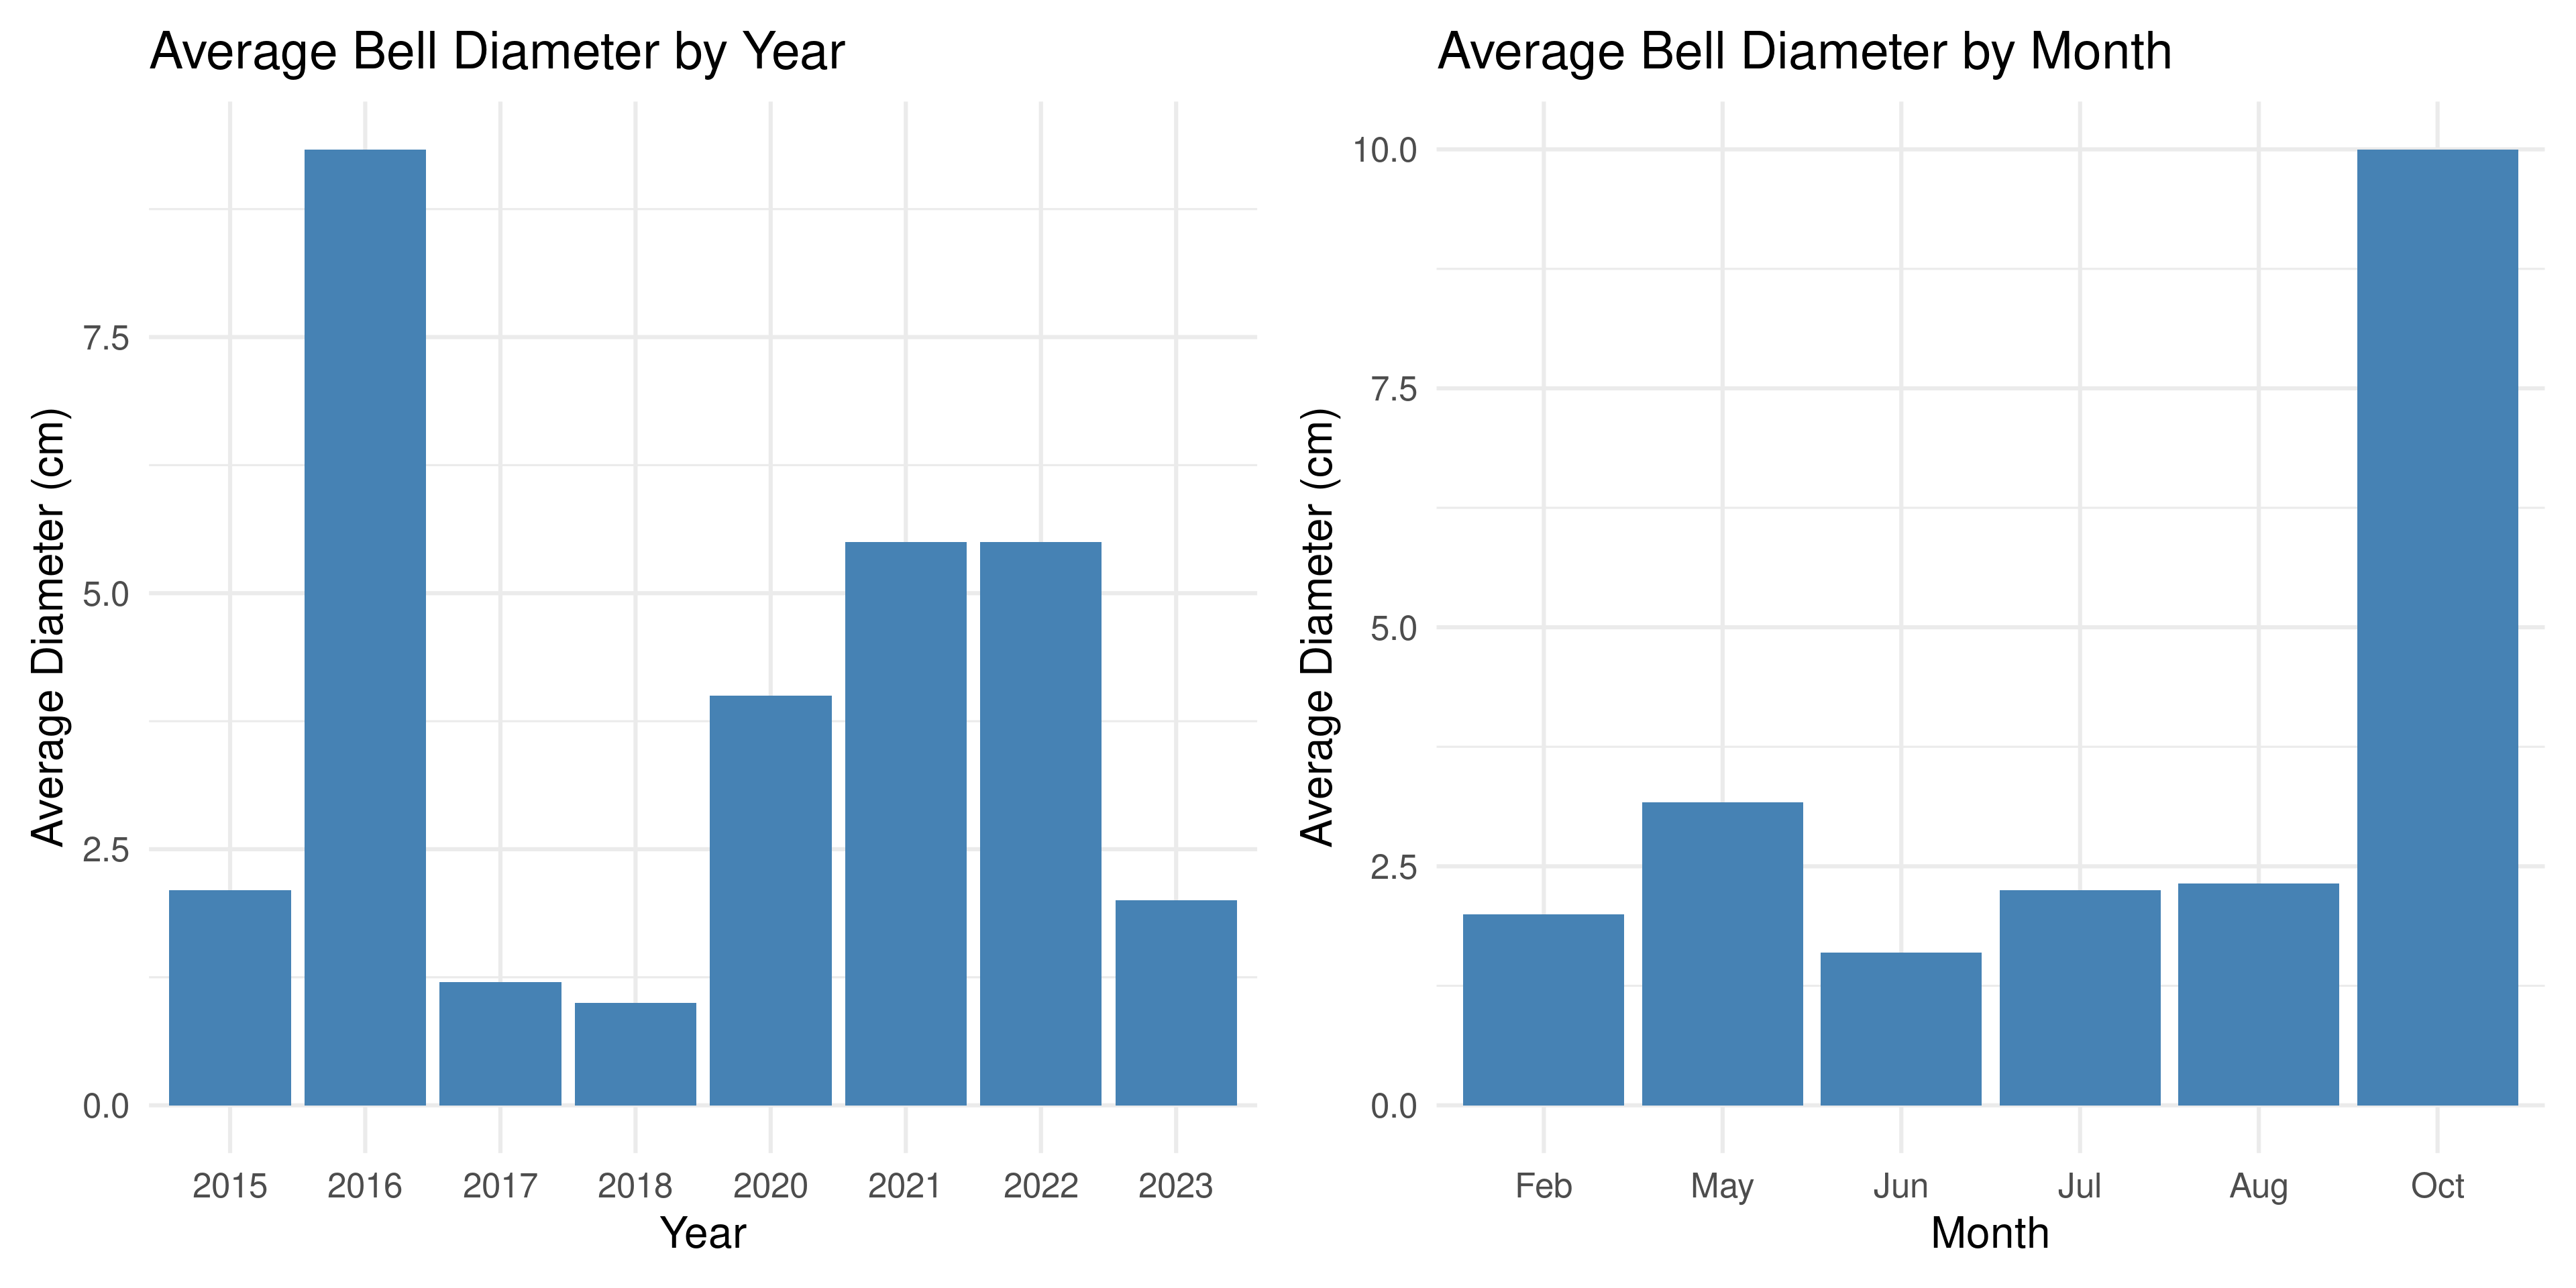 Average Bell Diameter by Year
Average Diameter (cm)
7.5
5.0
2.5
0.0
2015 2016 2017 2018 2020 2021 2022 2023
Year
Average Bell Diameter by Month
Average Diameter (cm)
10.0
7.5
5.0
2.5
0.0
Feb May Jun Jul Aug Oct
Month